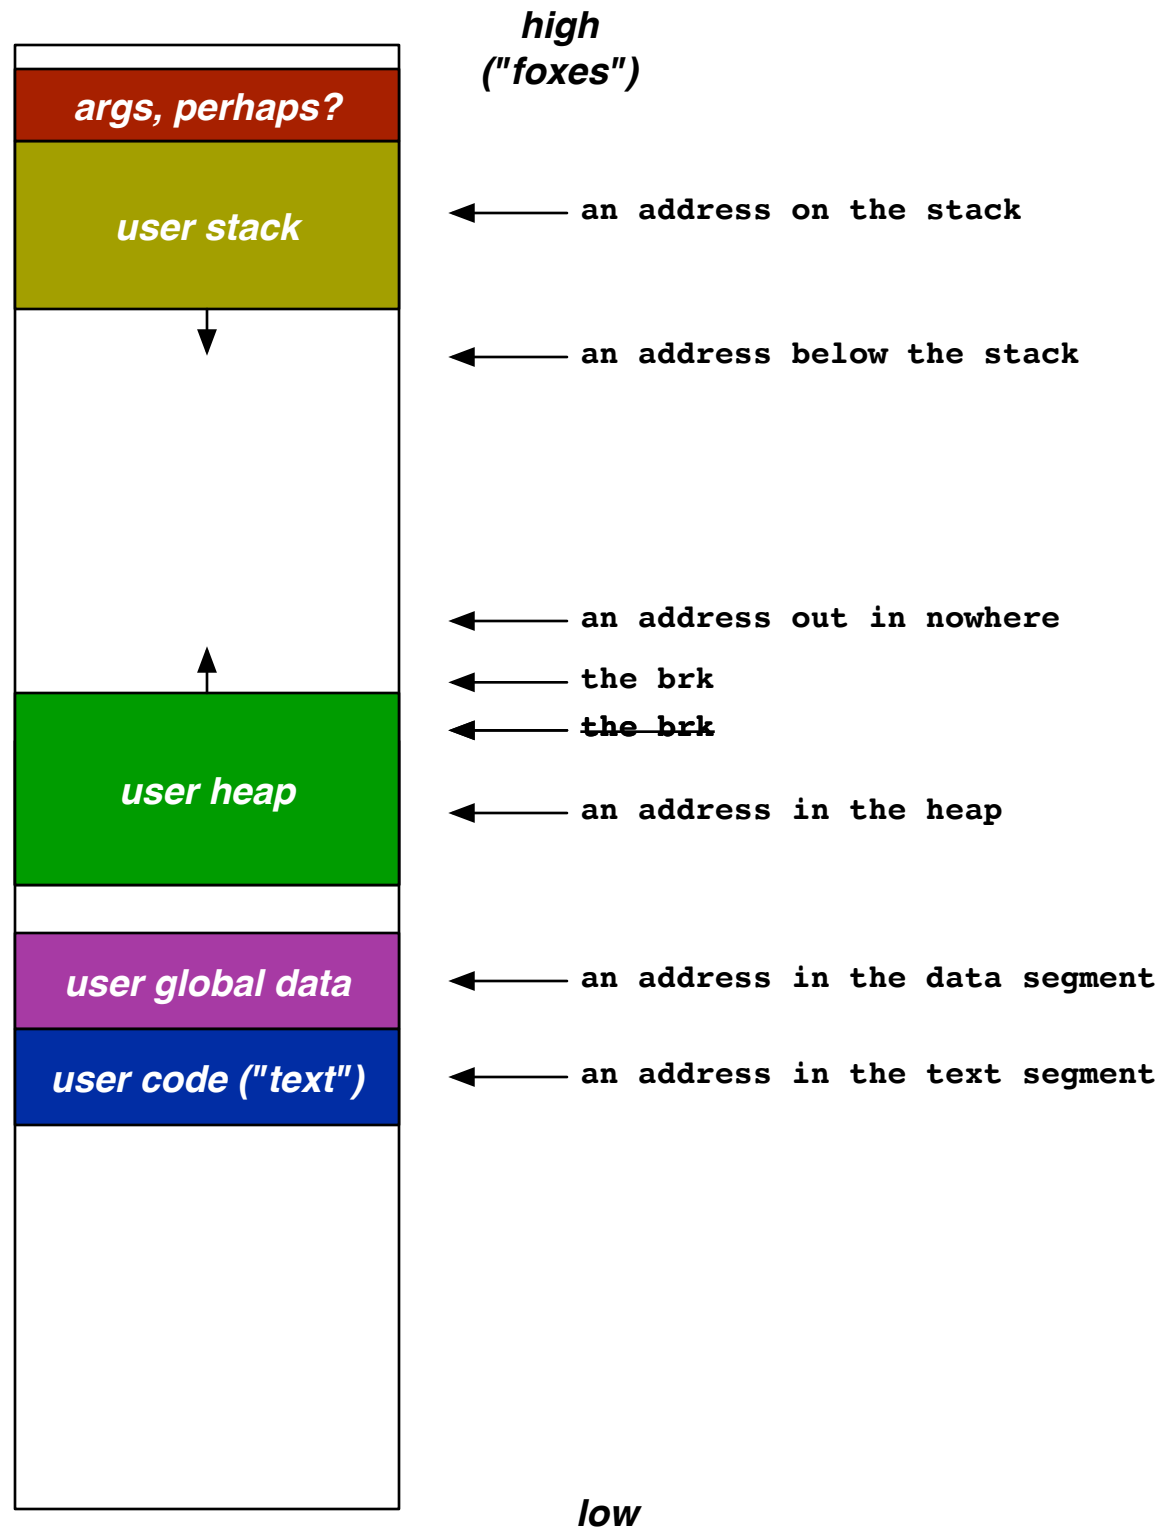 high
("foxes")
args, perhaps?
user stack
an address on the stack
an address below the stack
an address out in nowhere
the brk
the brk
user heap
an address in the heap
user global data
an address in the data segment
user code ("text")
an address in the text segment
low